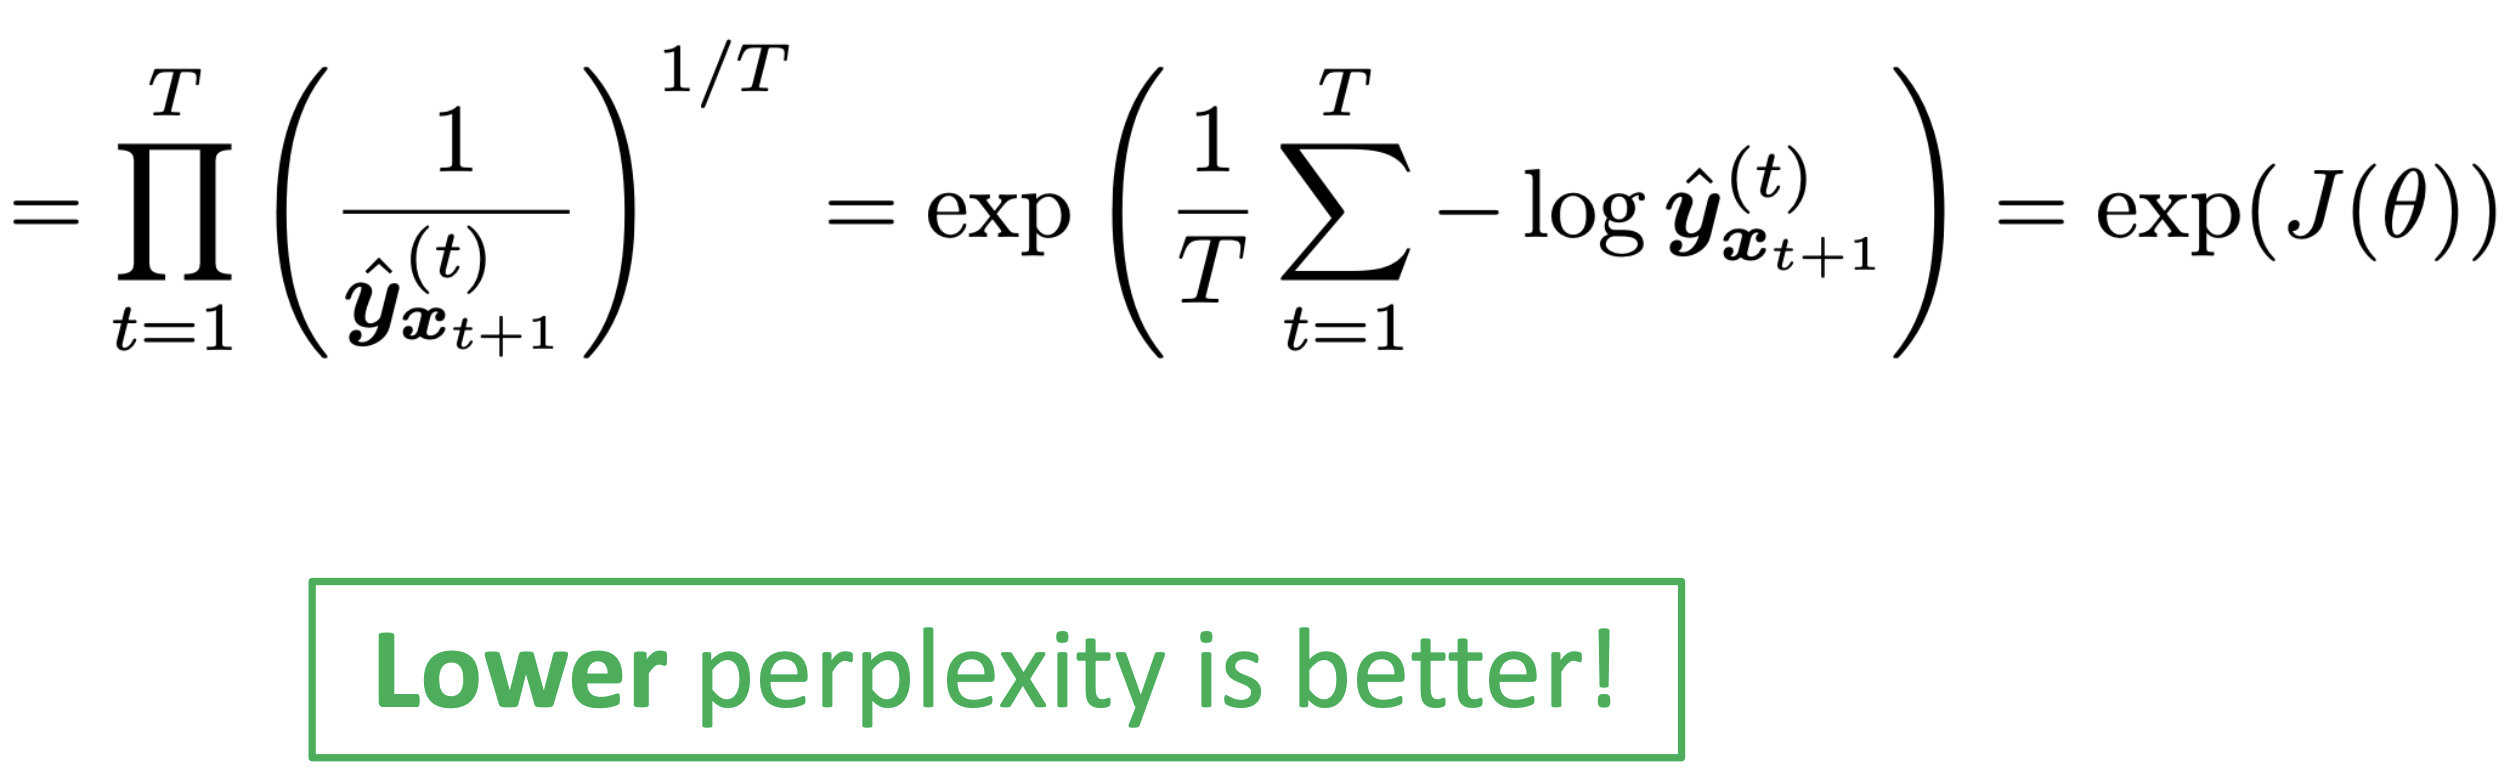 $= \prod_{t=1}^{T} \left( \frac{1}{\hat{\boldsymbol{y}}^{(t)}_{\boldsymbol{x}_{t+1}}} \right)^{1/T} = \exp\left( \frac{1}{T} \sum_{t=1}^{T} -\log \hat{\boldsymbol{y}}^{(t)}_{\boldsymbol{x}_{t+1}} \right) = \exp(J(\theta))$
Lower perplexity is better!